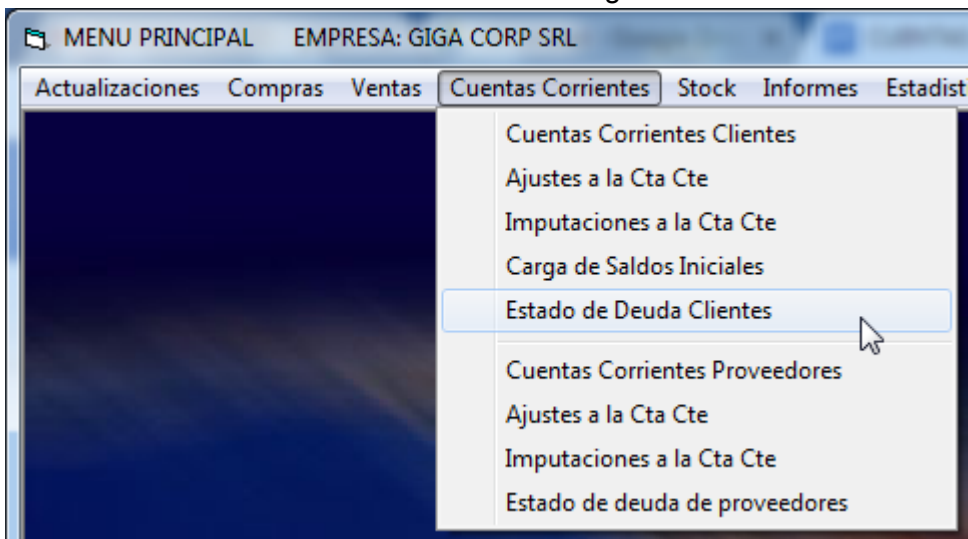 MENU PRINCIPAL EMPRESA: GIGA CORP SRL
Actualizaciones Compras Ventas Cuentas Corrientes Stock Informes Estadist
Cuentas Corrientes Clientes
Ajustes a la Cta Cte
Imputaciones a la Cta Cte
Carga de Saldos Iniciales
Estado de Deuda Clientes
Cuentas Corrientes Proveedores
Ajustes a la Cta Cte
Imputaciones a la Cta Cte
Estado de deuda de proveedores